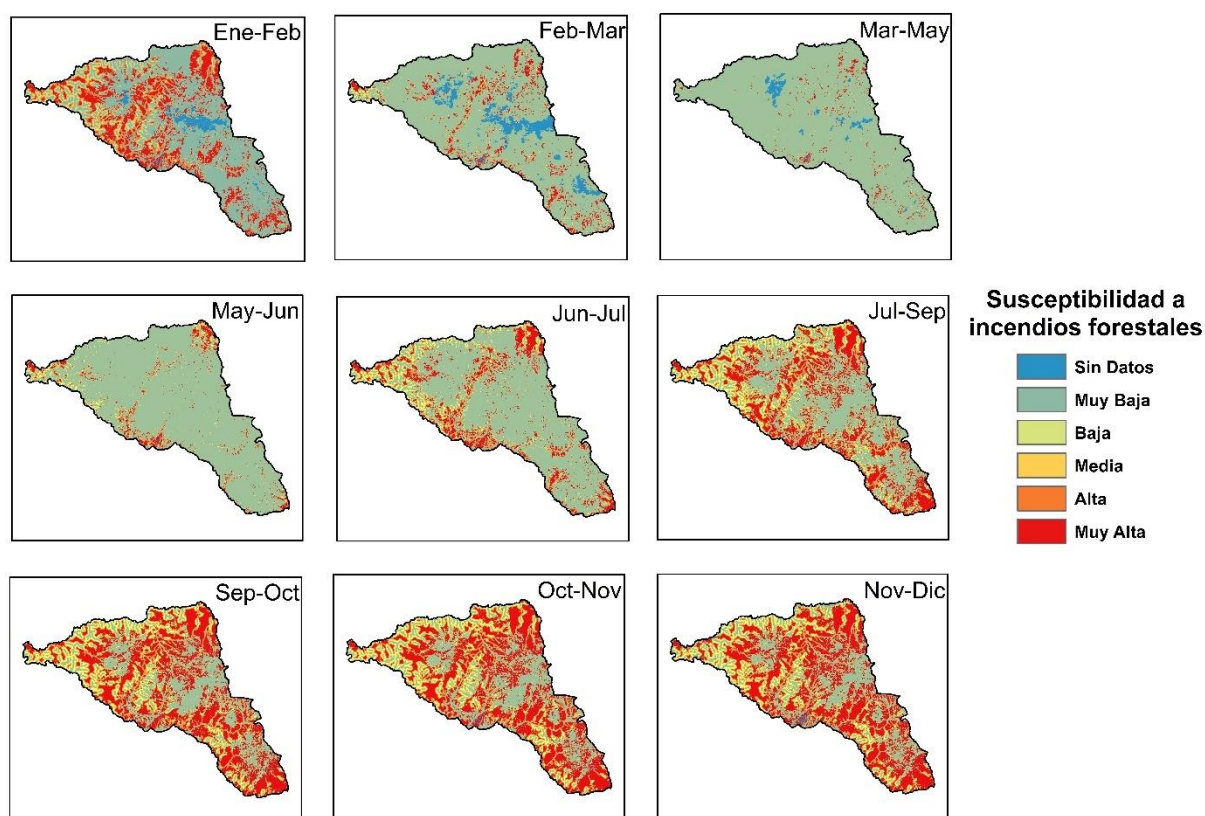 Ene-Feb
Feb-Mar
Mar-May
May-Jun
Jun-Jul
Jul-Sep
Susceptibilidad a
incendios forestales
Sin Datos
Muy Baja
Baja
Media
Alta
Muy Alta
Sep-Oct
Oct-Nov
Nov-Dic